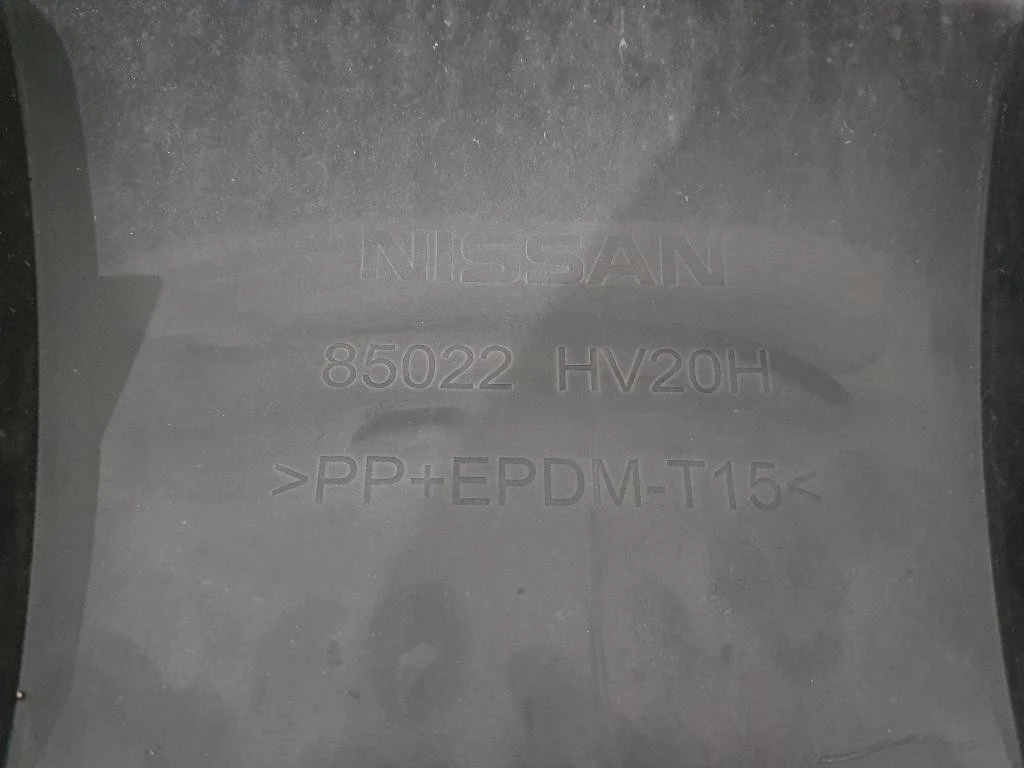 NISSAN
85022 HV20H
>PP+EPDM-T15<